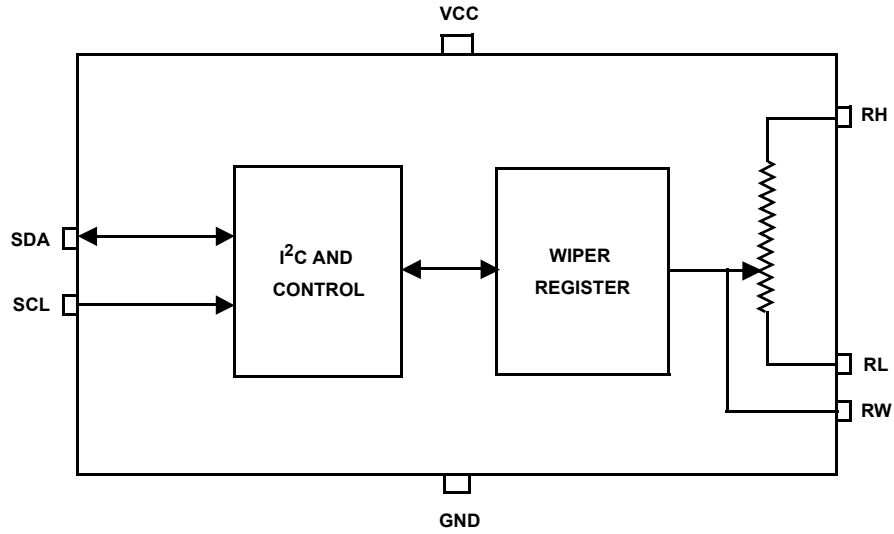 VCC
RH
SDA
I²C AND
CONTROL
WIPER
REGISTER
SCL
RL
RW
GND